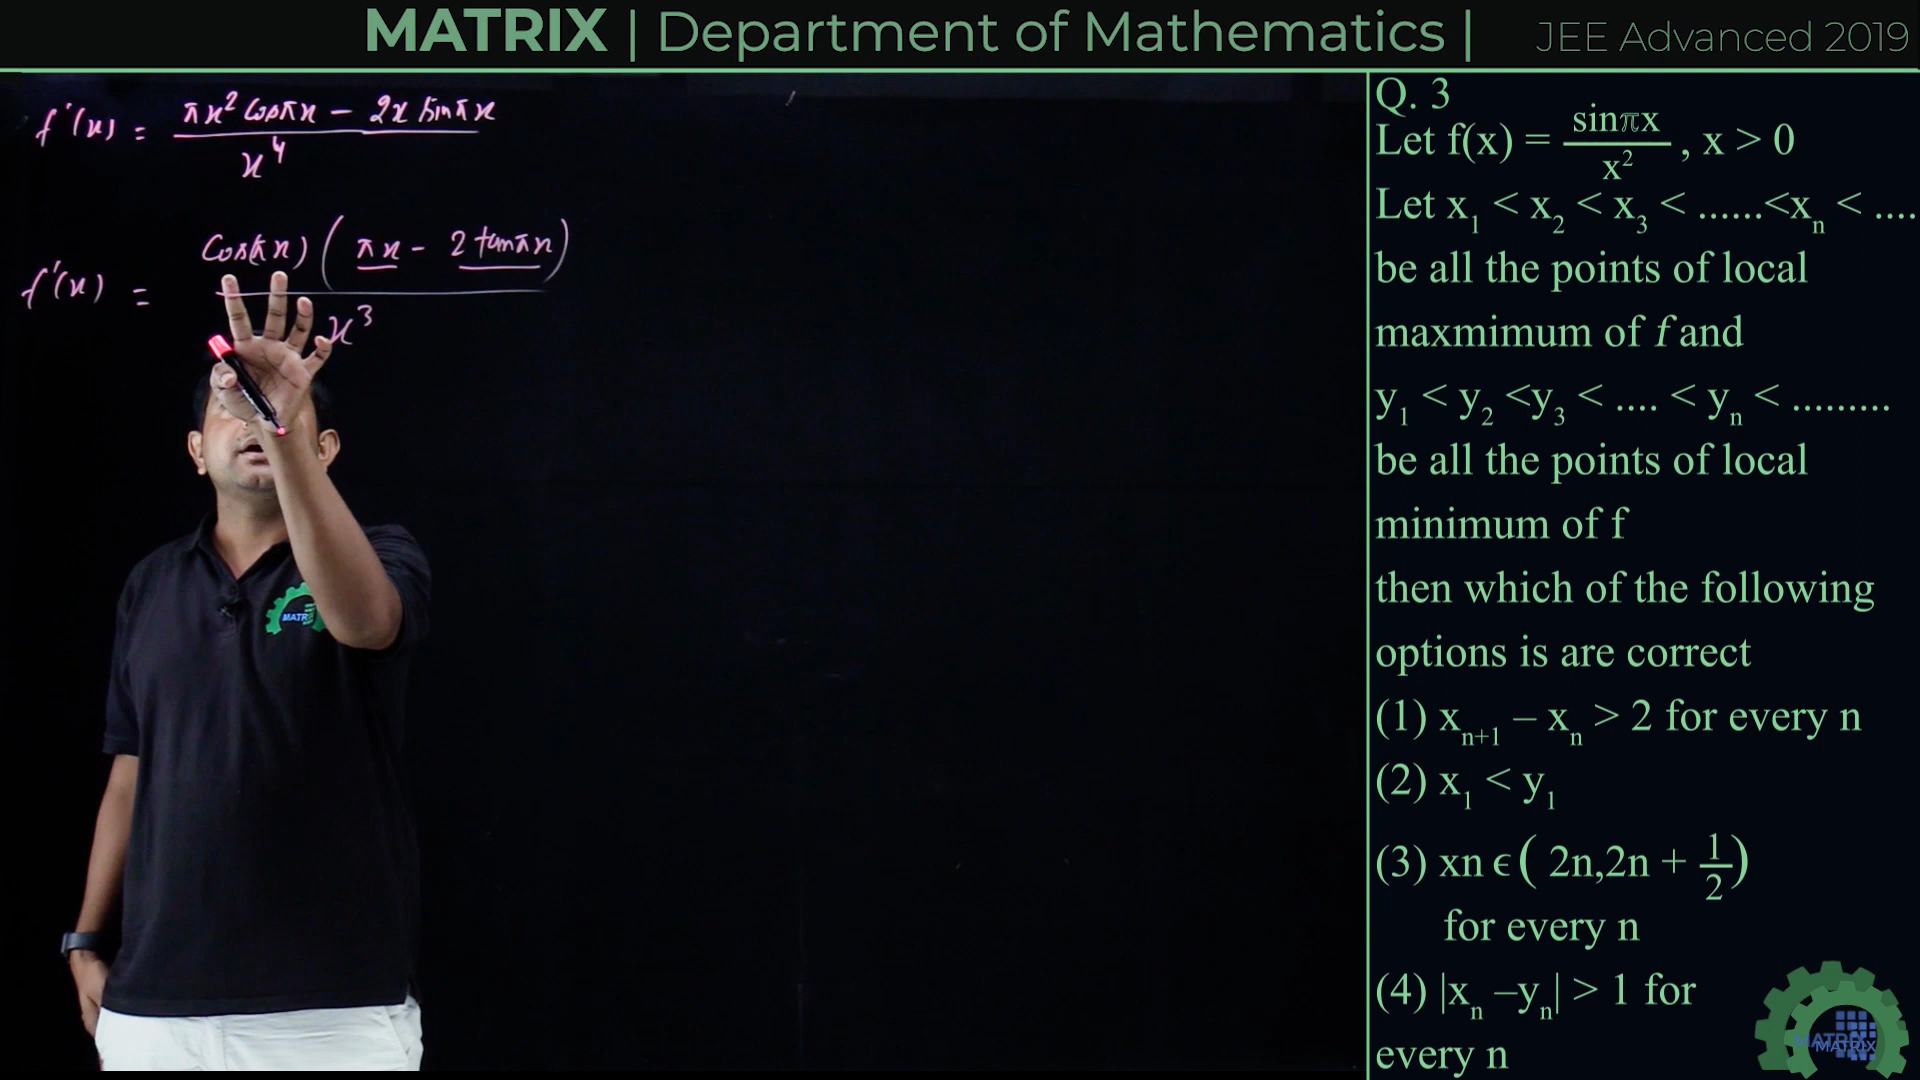 MATRIX | Department of Mathematics | JEE Advanced 2019
f'(x) = πx² cosπx − 2x sinπx / x⁴
f'(x) = cos(πx) (πx − 2 tanπx) / x³
MATR
Q. 3
Let f(x) = sinπx / x² , x > 0
Let x₁ < x₂ < x₃ < ......<xₙ < ....
be all the points of local
maxmimum of f and
y₁ < y₂ <y₃ < .... < yₙ < .........
be all the points of local
minimum of f
then which of the following
options is are correct
(1) xₙ₊₁ – xₙ > 2 for every n
(2) x₁ < y₁
(3) xn ϵ ( 2n,2n + 1/2 )
for every n
(4) |xₙ –yₙ| > 1 for
every n
MATRIX